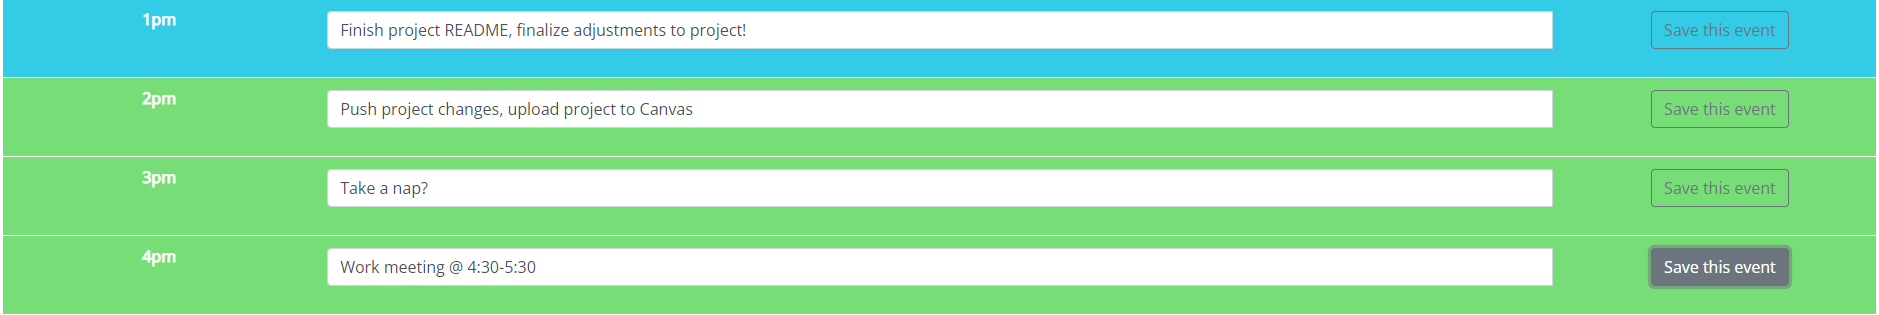 1pm Finish project README, finalize adjustments to project! Save this event
2pm Push project changes, upload project to Canvas Save this event
3pm Take a nap? Save this event
4pm Work meeting @ 4:30-5:30 Save this event